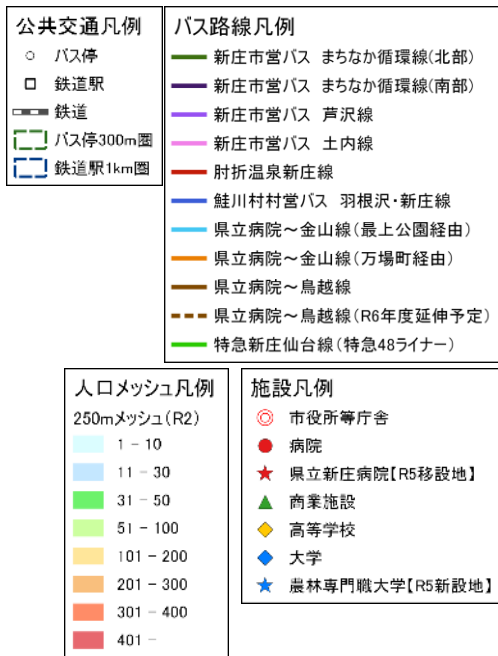 公共交通凡例
バス停
鉄道駅
鉄道
バス停300m圏
鉄道駅1km圏
バス路線凡例
新庄市営バス まちなか循環線(北部)
新庄市営バス まちなか循環線(南部)
新庄市営バス 芦沢線
新庄市営バス 土内線
肘折温泉新庄線
鮭川村村営バス 羽根沢・新庄線
県立病院～金山線(最上公園経由)
県立病院～金山線(万場町経由)
県立病院～鳥越線
県立病院～鳥越線(R6年度延伸予定)
特急新庄仙台線(特急48ライナー)
人口メッシュ凡例
250mメッシュ(R2)
1 - 10
11 - 30
31 - 50
51 - 100
101 - 200
201 - 300
301 - 400
401 -
施設凡例
市役所等庁舎
病院
県立新庄病院【R5移設地】
商業施設
高等学校
大学
農林専門職大学【R5新設地】